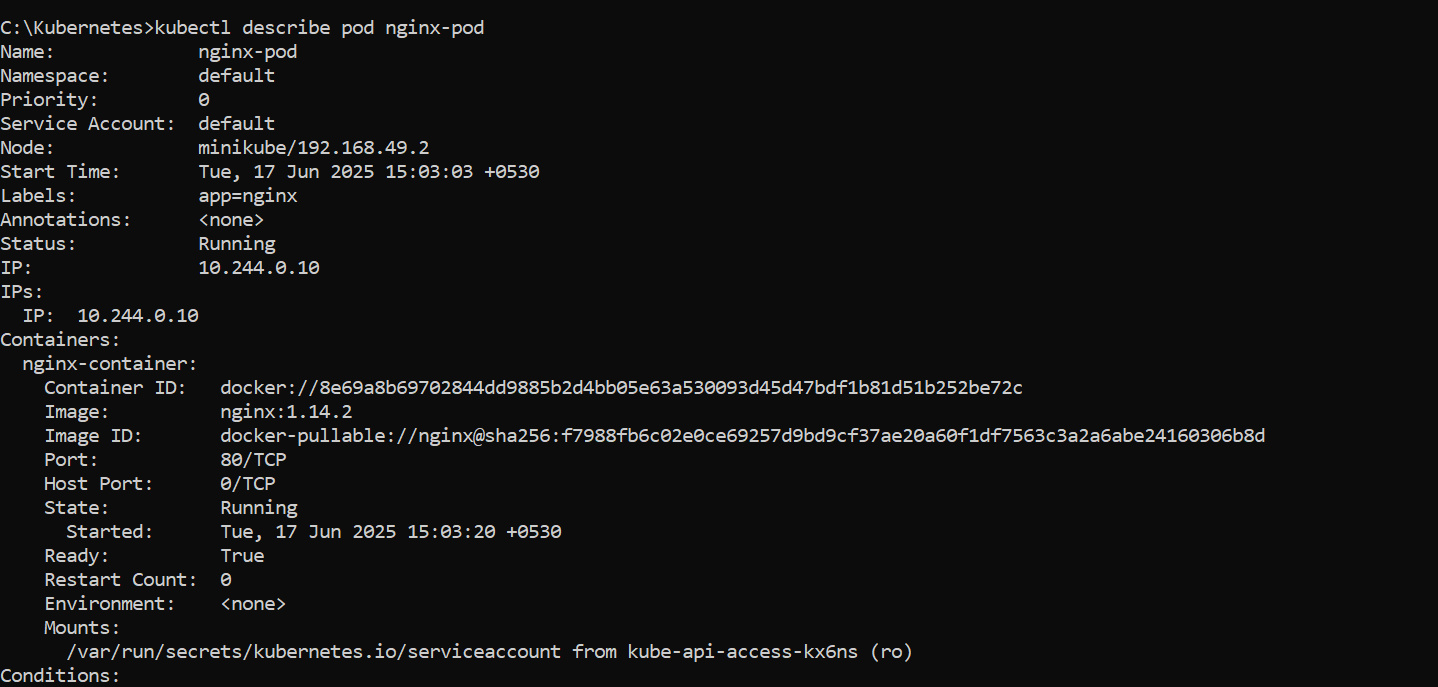 C:\Kubernetes>kubectl describe pod nginx-pod
Name:             nginx-pod
Namespace:        default
Priority:         0
Service Account:  default
Node:             minikube/192.168.49.2
Start Time:       Tue, 17 Jun 2025 15:03:03 +0530
Labels:           app=nginx
Annotations:      <none>
Status:           Running
IP:               10.244.0.10
IPs:
  IP:  10.244.0.10
Containers:
  nginx-container:
    Container ID:   docker://8e69a8b69702844dd9885b2d4bb05e63a530093d45d47bdf1b81d51b252be72c
    Image:          nginx:1.14.2
    Image ID:       docker-pullable://nginx@sha256:f7988fb6c02e0ce69257d9bd9cf37ae20a60f1df7563c3a2a6abe24160306b8d
    Port:           80/TCP
    Host Port:      0/TCP
    State:          Running
      Started:      Tue, 17 Jun 2025 15:03:20 +0530
    Ready:          True
    Restart Count:  0
    Environment:    <none>
    Mounts:
      /var/run/secrets/kubernetes.io/serviceaccount from kube-api-access-kx6ns (ro)
Conditions: